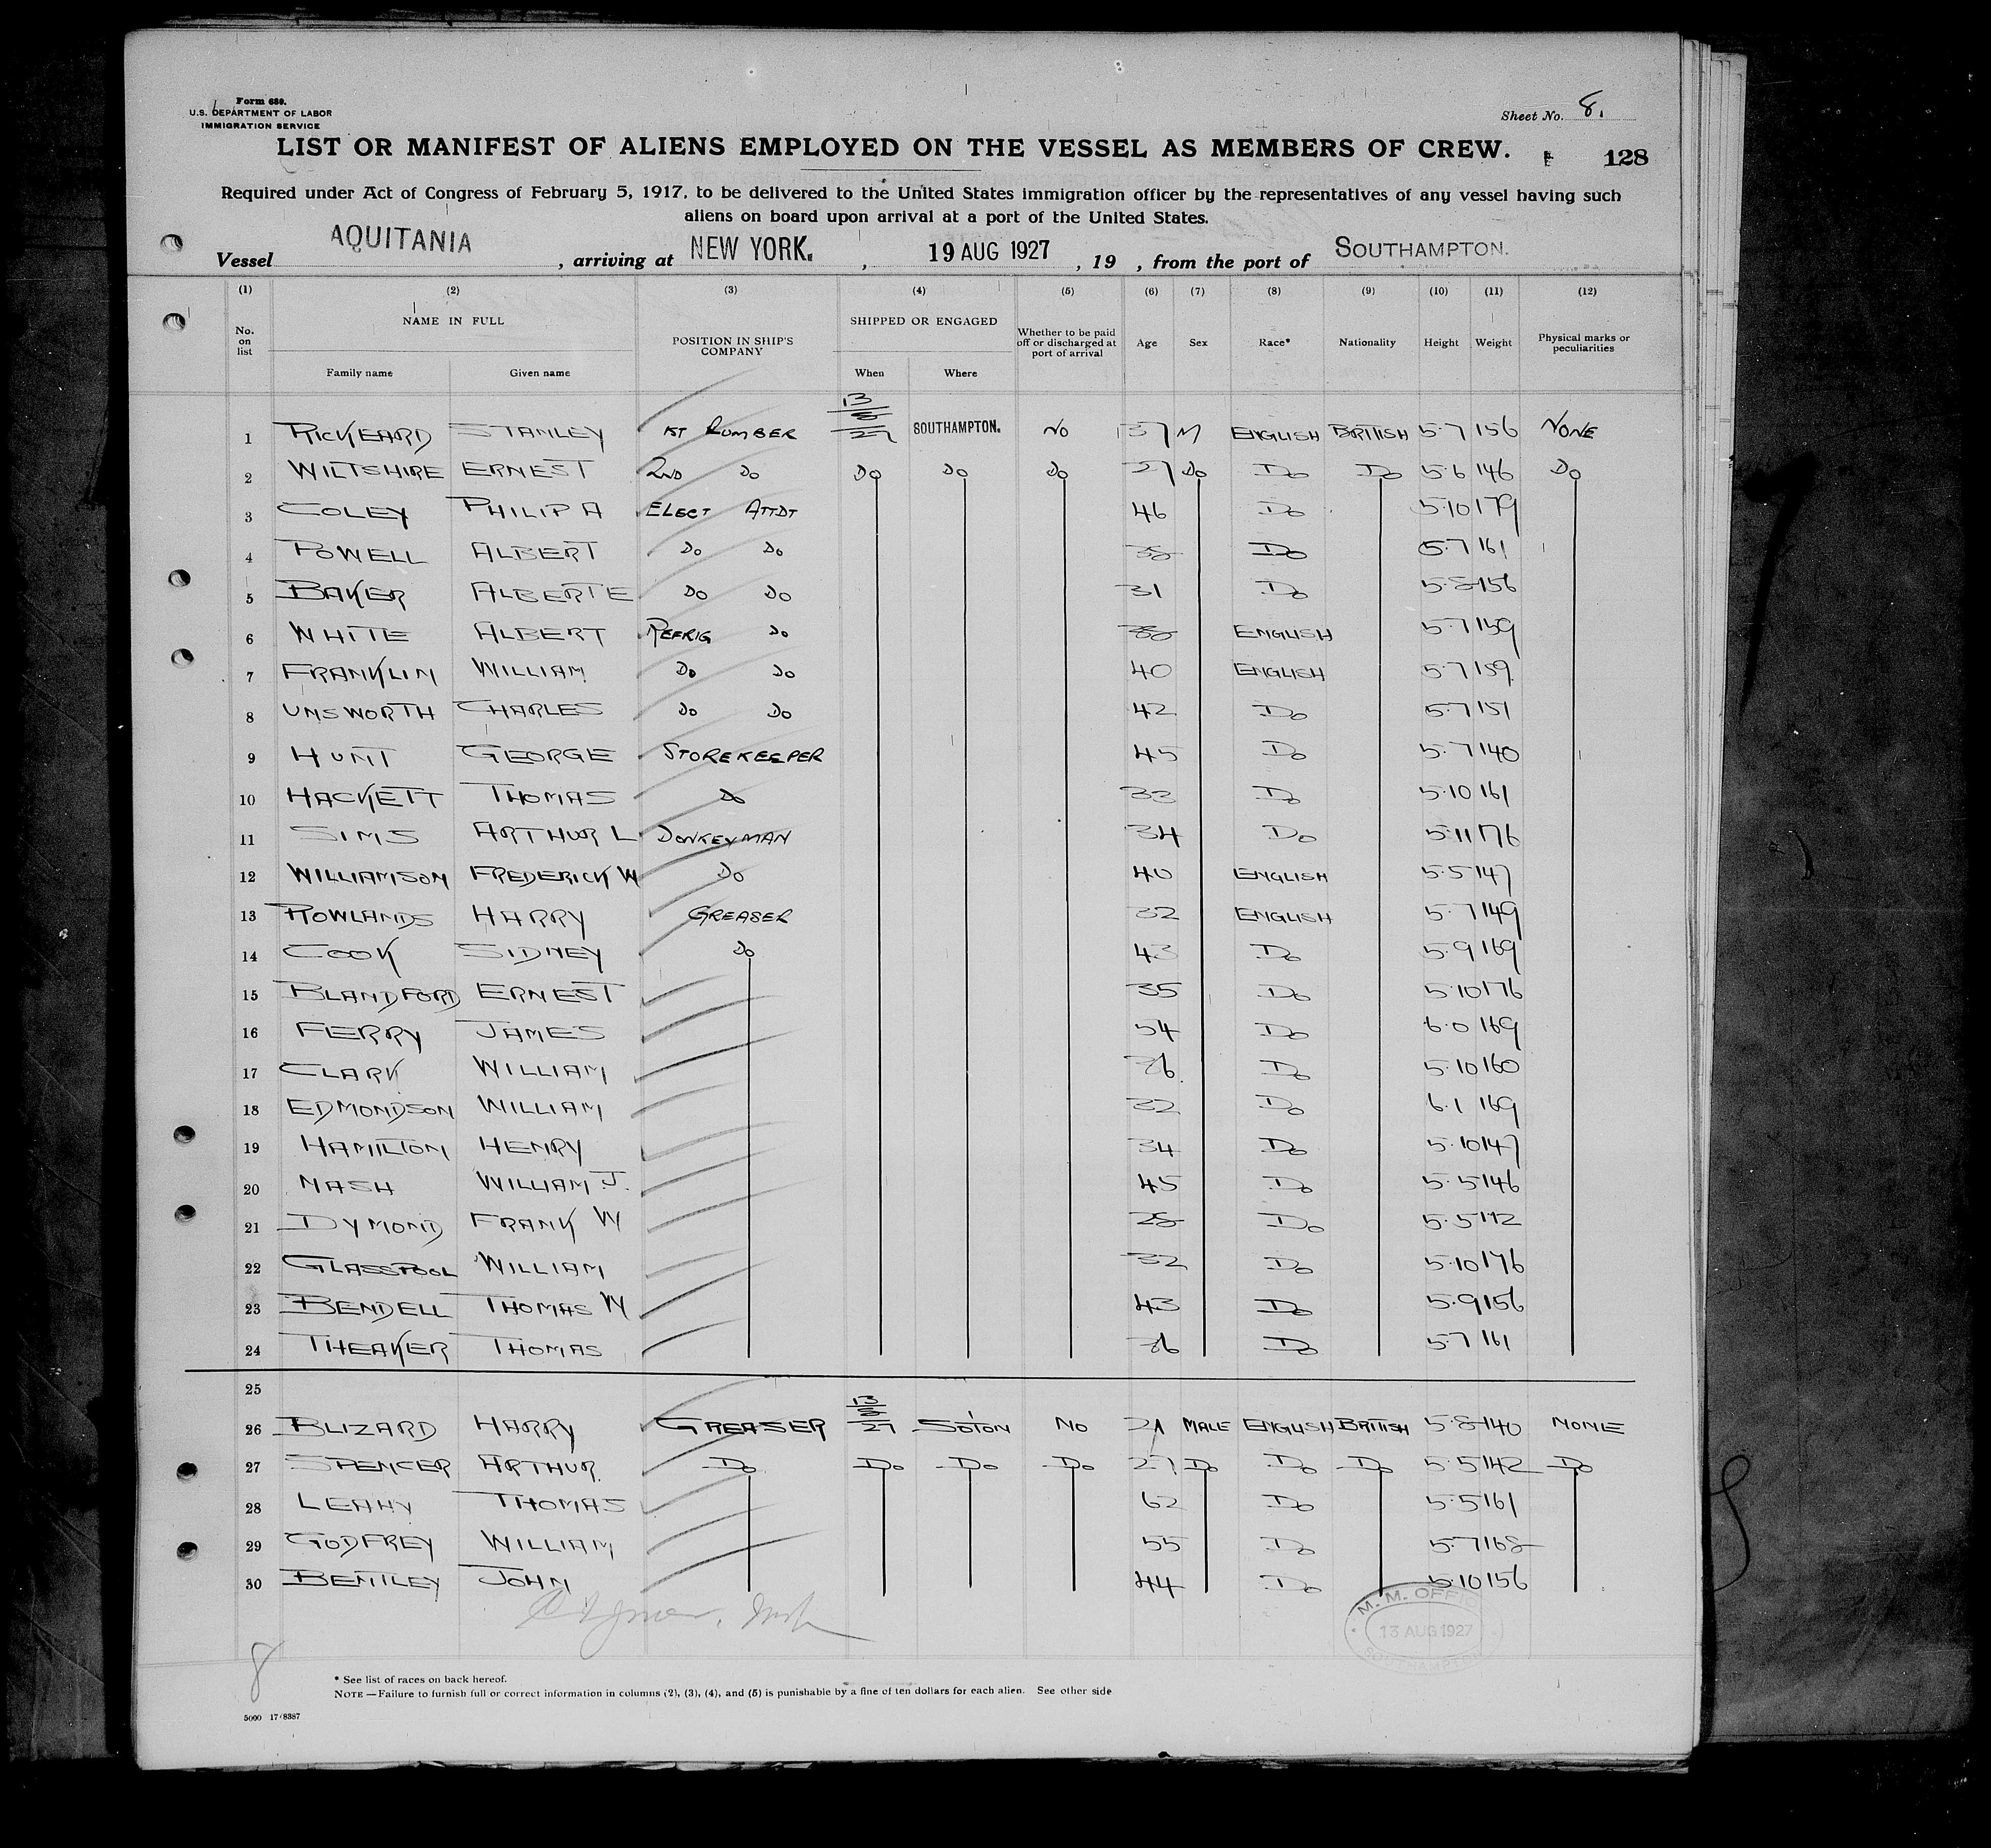 Form 680.
U.S. DEPARTMENT OF LABOR
IMMIGRATION SERVICE
Sheet No. 8.
LIST OR MANIFEST OF ALIENS EMPLOYED ON THE VESSEL AS MEMBERS OF CREW.
128
Required under Act of Congress of February 5, 1917, to be delivered to the United States immigration officer by the representatives of any vessel having such
aliens on board upon arrival at a port of the United States.
Vessel AQUITANIA, arriving at NEW YORK., 19 AUG 1927, 19 , from the port of SOUTHAMPTON.
(1) (2) (3) (4) (5) (6) (7) (8) (9) (10) (11) (12)
No. on list NAME IN FULL POSITION IN SHIP'S COMPANY SHIPPED OR ENGAGED Whether to be paid off or discharged at port of arrival Age Sex Race* Nationality Height Weight Physical marks or peculiarities
Family name Given name When Where
1 RICKEARD STANLEY 1ST PLUMBER 13/8/27 SOUTHAMPTON. NO 37 M ENGLISH BRITISH 5.7 156 NONE
2 WILTSHIRE ERNEST 2ND DO DO DO DO 27 DO DO DO 5.6 146 DO
3 COLEY PHILIP A ELECT ATTDT 46 DO 5.10 179
4 POWELL ALBERT DO DO 38 DO 5.7 161
5 BAKER ALBERT E DO DO 31 DO 5.8 156
6 WHITE ALBERT REFRIG DO 38 ENGLISH 5.7 159
7 FRANKLIN WILLIAM DO DO 40 ENGLISH 5.7 159
8 UNSWORTH CHARLES DO DO 42 DO 5.7 151
9 HUNT GEORGE STOREKEEPER 45 DO 5.7 140
10 HACKETT THOMAS DO 33 DO 5.10 161
11 SIMS ARTHUR L DONKEYMAN 34 DO 5.11 176
12 WILLIAMSON FREDERICK W DO 40 ENGLISH 5.5 147
13 ROWLANDS HARRY GREASER 32 ENGLISH 5.7 149
14 COOK SIDNEY DO 43 DO 5.9 169
15 BLANDFORD ERNEST 35 DO 5.10 176
16 FERRY JAMES 54 DO 6.0 169
17 CLARK WILLIAM 36 DO 5.10 160
18 EDMONDSON WILLIAM 32 DO 6.1 169
19 HAMILTON HENRY 34 DO 5.10 147
20 NASH WILLIAM J. 45 DO 5.5 146
21 DYMOND FRANK W 28 DO 5.5 142
22 GLASSPOOL WILLIAM 32 DO 5.10 176
23 BENDELL THOMAS W 43 DO 5.9 156
24 THEAKER THOMAS 36 DO 5.7 161
25
26 BLIZARD HARRY GREASER 13/8/27 SOTON NO 21 MALE ENGLISH BRITISH 5.8 140 NONE
27 SPENCER ARTHUR. DO DO DO DO 27 DO DO DO 5.5 142 DO
28 LEAHY THOMAS 62 DO 5.5 161
29 GODFREY WILLIAM 55 DO 5.7 168
30 BENTLEY JOHN 44 DO 5.10 156
M. M. OFFICE
13 AUG 1927
SOUTHAMPTON
8
* See list of races on back hereof.
NOTE—Failure to furnish full or correct information in columns (2), (3), (4), and (5) is punishable by a fine of ten dollars for each alien. See other side
5000 17/8387